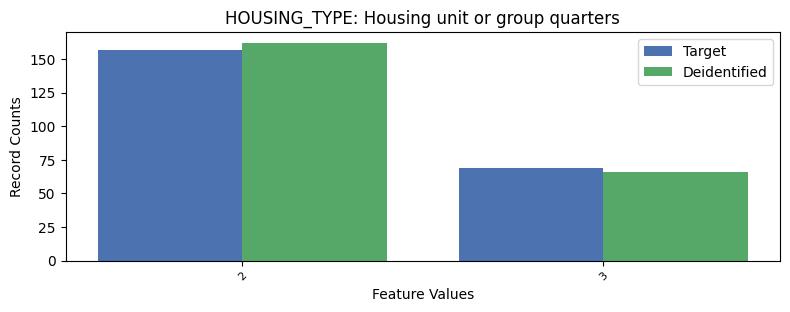 HOUSING_TYPE: Housing unit or group quarters
Target
Deidentified
Record Counts
150
125
100
75
50
25
0
2
3
Feature Values